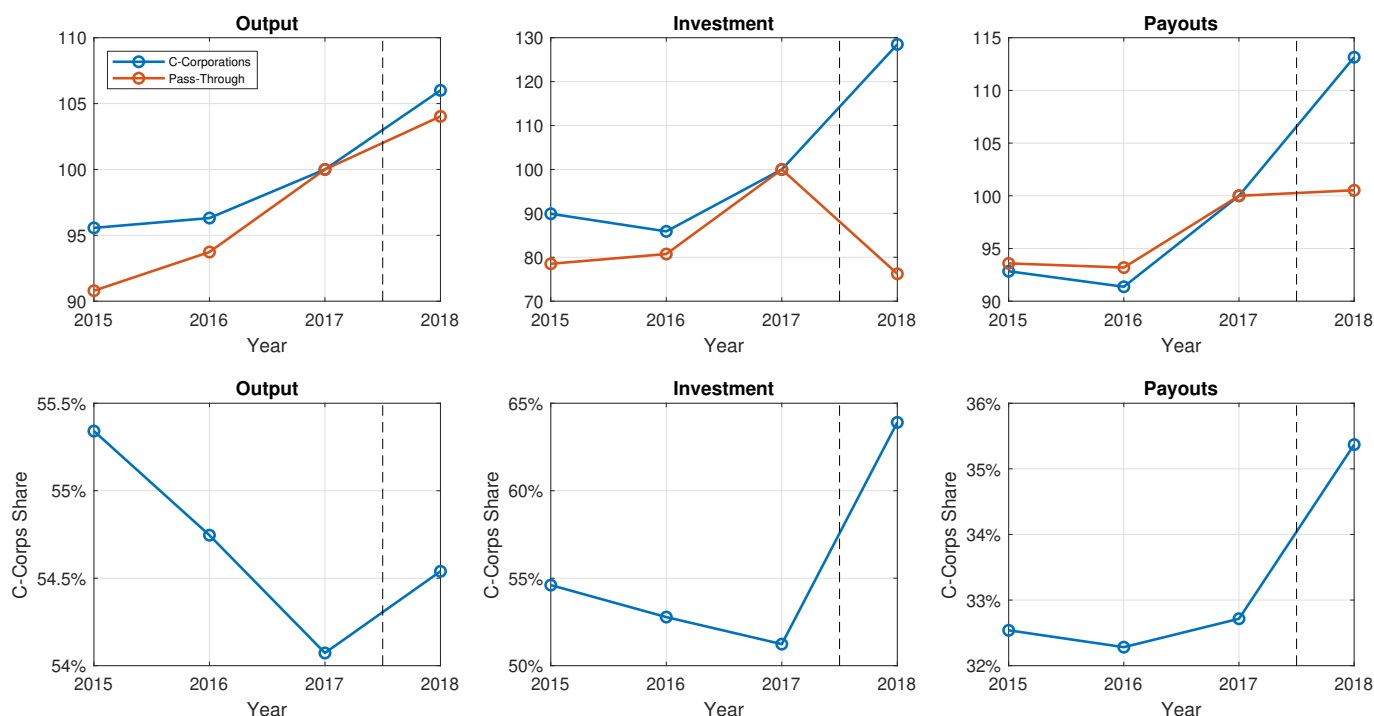 Output
110
105
100
95
90
C-Corporations
Pass-Through
2015 2016 2017 2018
Year
Investment
130
120
110
100
90
80
70
2015 2016 2017 2018
Year
Payouts
115
110
105
100
95
90
2015 2016 2017 2018
Year
Output
C-Corps Share
55.5%
55%
54.5%
54%
2015 2016 2017 2018
Year
Investment
C-Corps Share
65%
60%
55%
50%
2015 2016 2017 2018
Year
Payouts
C-Corps Share
36%
35%
34%
33%
32%
2015 2016 2017 2018
Year